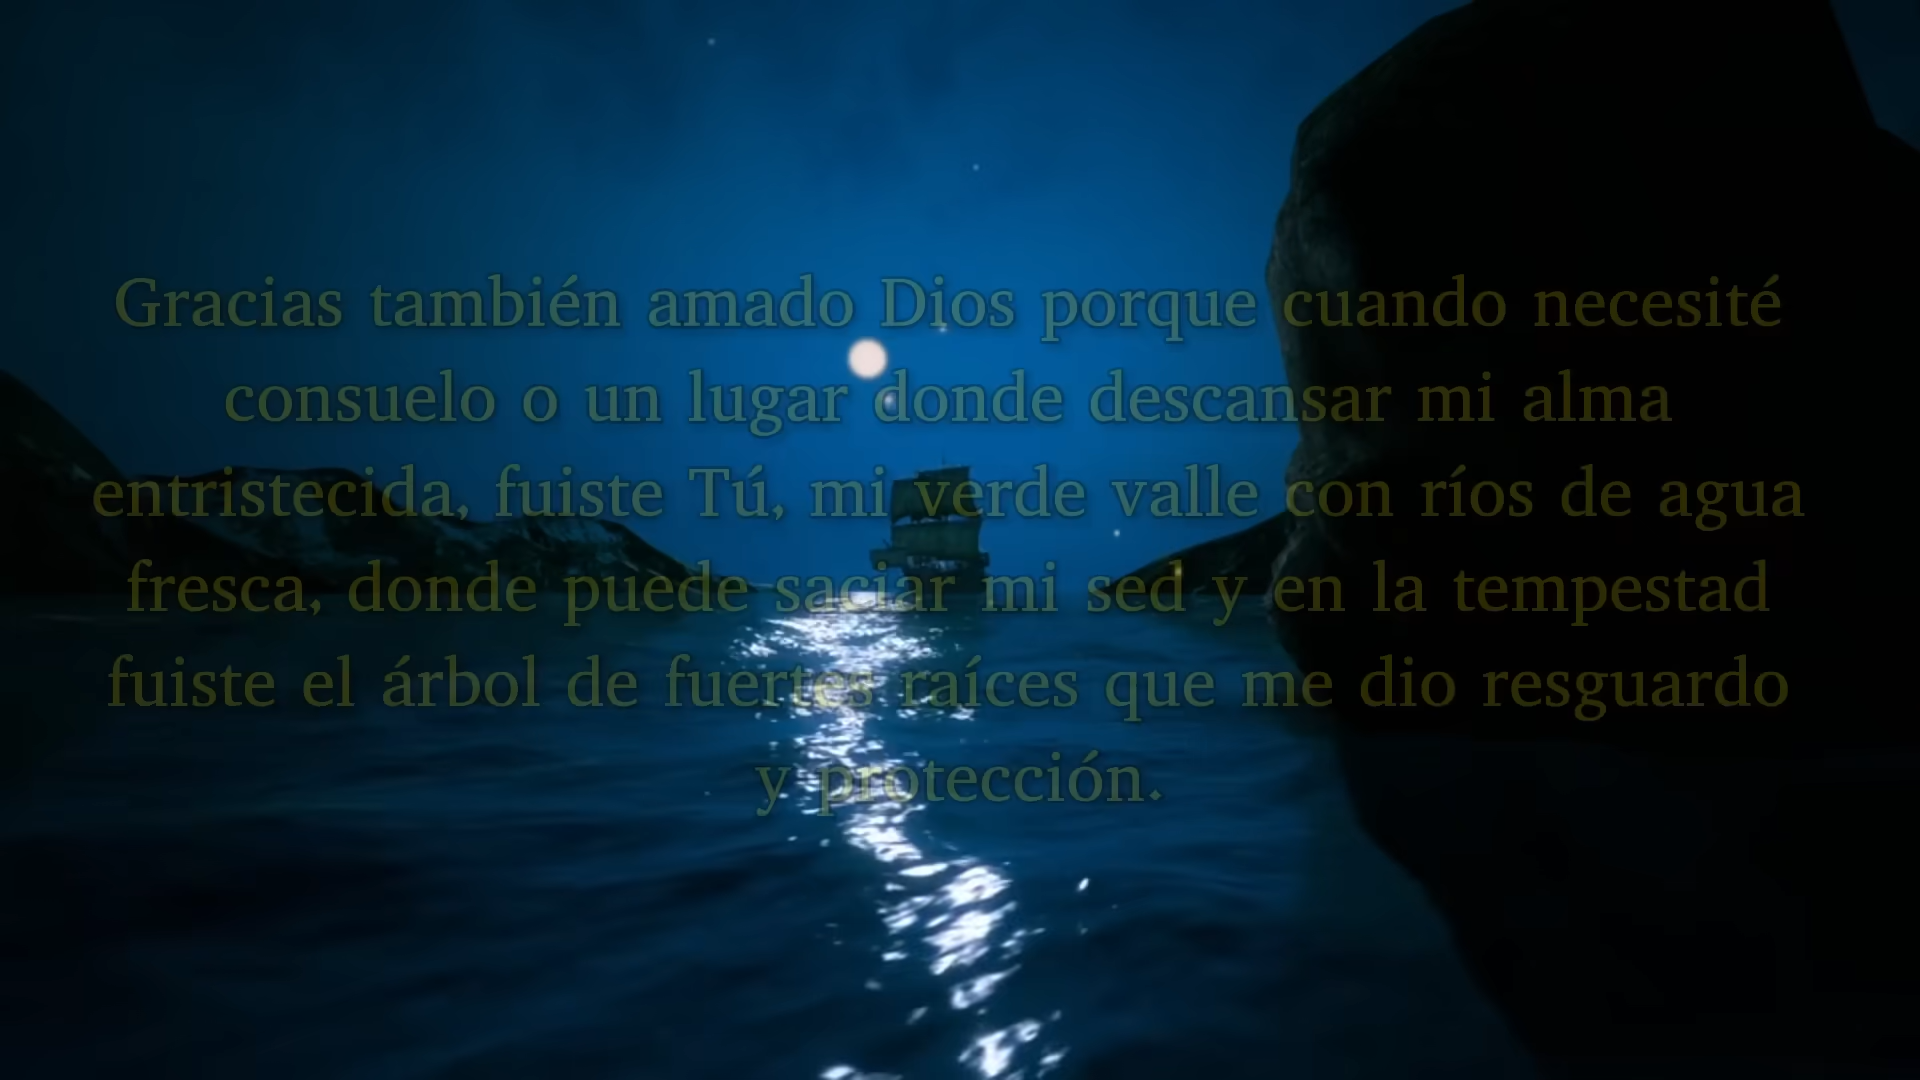 Gracias también amado Dios porque cuando necesité
consuelo o un lugar donde descansar mi alma
entristecida, fuiste Tú, mi verde valle con ríos de agua
fresca, donde puede saciar mi sed y en la tempestad
fuiste el árbol de fuertes raíces que me dio resguardo
y protección.